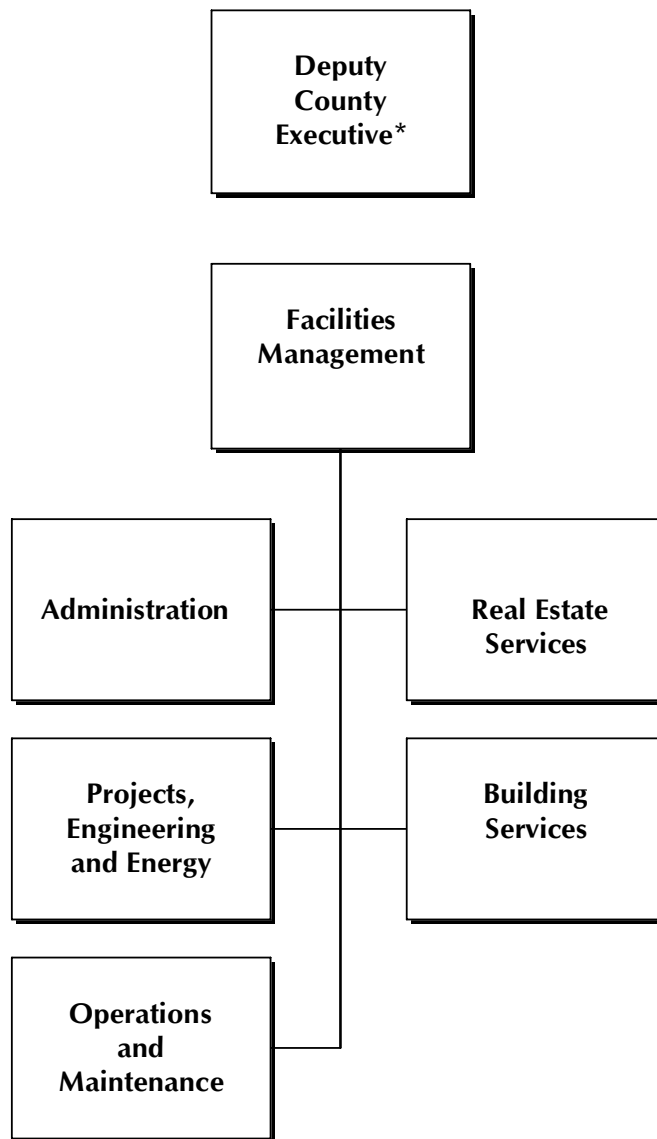 Deputy
County
Executive*
Facilities
Management
Administration
Real Estate
Services
Projects,
Engineering
and Energy
Building
Services
Operations
and
Maintenance